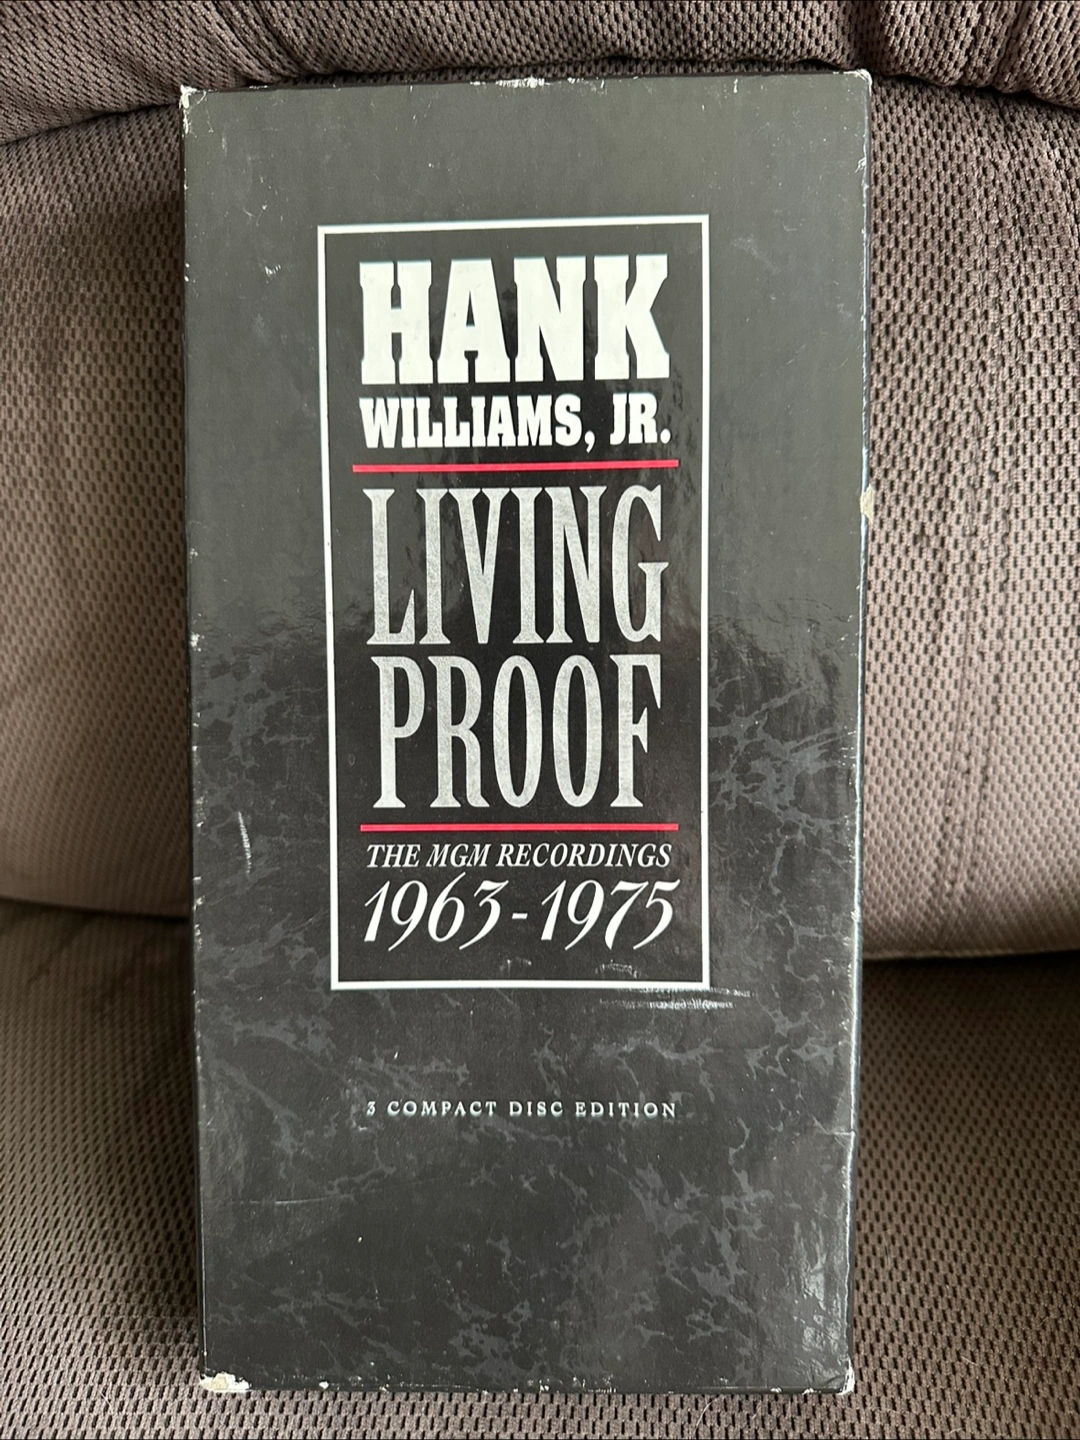 HANK
WILLIAMS, JR.
LIVING
PROOF
THE MGM RECORDINGS
1963-1975
3 COMPACT DISC EDITION